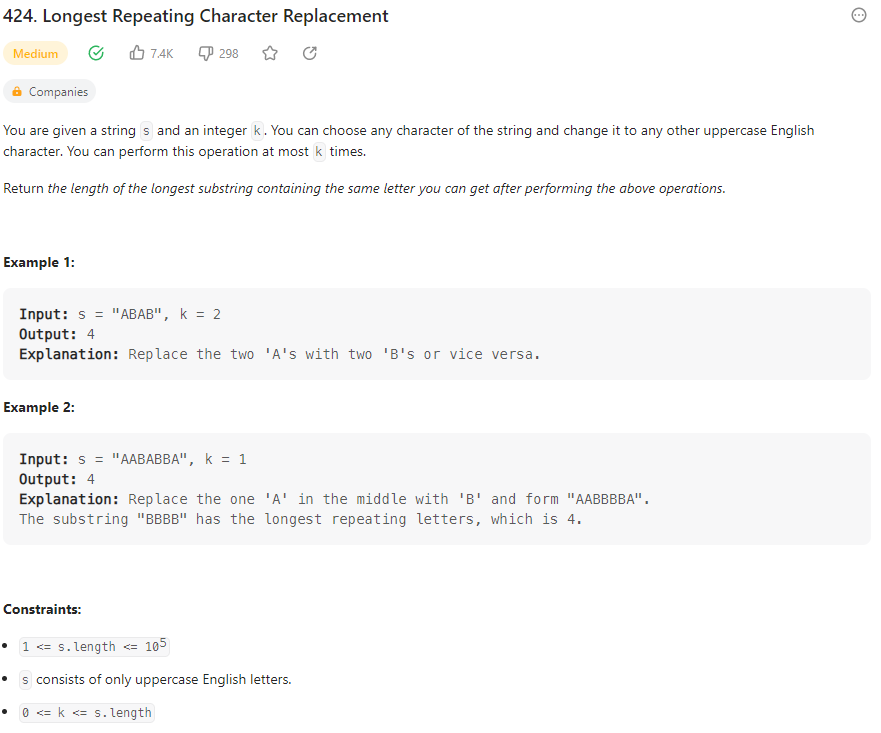 424. Longest Repeating Character Replacement
Medium 7.4K 298
Companies
You are given a string s and an integer k. You can choose any character of the string and change it to any other uppercase English
character. You can perform this operation at most k times.
Return the length of the longest substring containing the same letter you can get after performing the above operations.
Example 1:
Input: s = "ABAB", k = 2
Output: 4
Explanation: Replace the two 'A's with two 'B's or vice versa.
Example 2:
Input: s = "AABABBA", k = 1
Output: 4
Explanation: Replace the one 'A' in the middle with 'B' and form "AABBBBA".
The substring "BBBB" has the longest repeating letters, which is 4.
Constraints:
• 1 <= s.length <= 10⁵
• s consists of only uppercase English letters.
• 0 <= k <= s.length